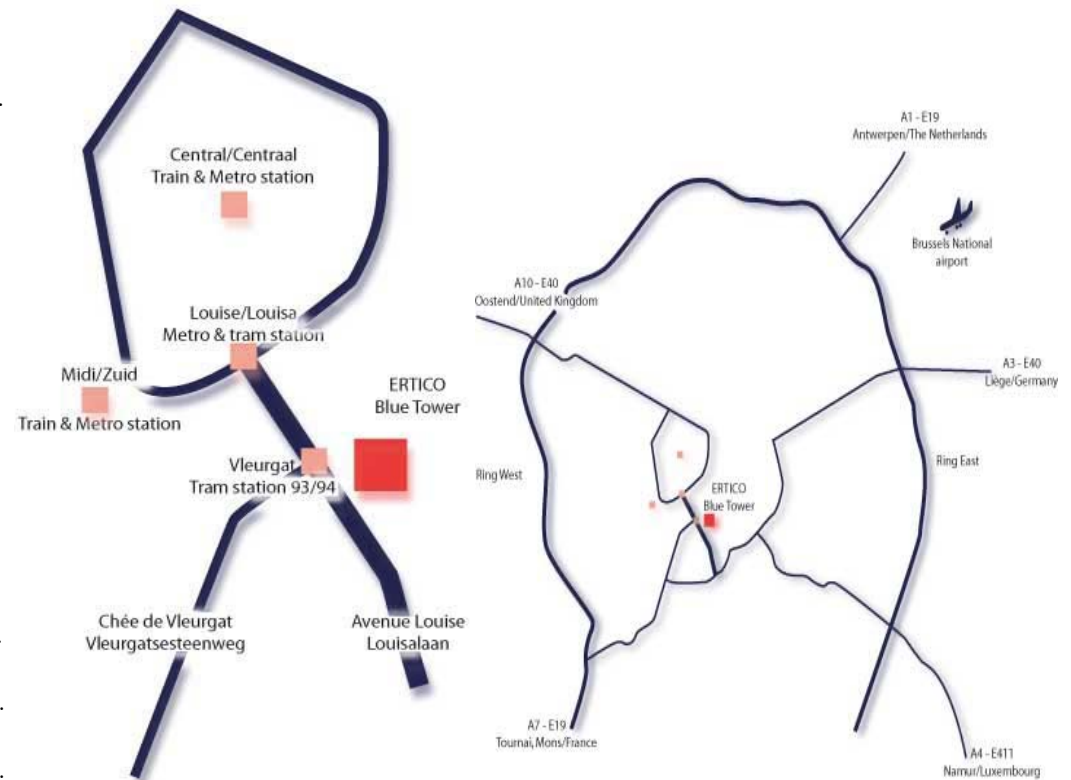 Central/Centraal
Train & Metro station
Louise/Louisa
Metro & tram station
Midi/Zuid
Train & Metro station
ERTICO
Blue Tower
Vleurgat
Tram station 93/94
Chée de Vleurgat
Vleurgatsesteenweg
Avenue Louise
Louisalaan
A1 - E19
Antwerpen/The Netherlands
Brussels National
airport
A10 - E40
Oostend/United Kingdom
A3 - E40
Liège/Germany
Ring West
Ring East
ERTICO
Blue Tower
A7 - E19
Tournai, Mons/France
A4 - E411
Namur/Luxembourg